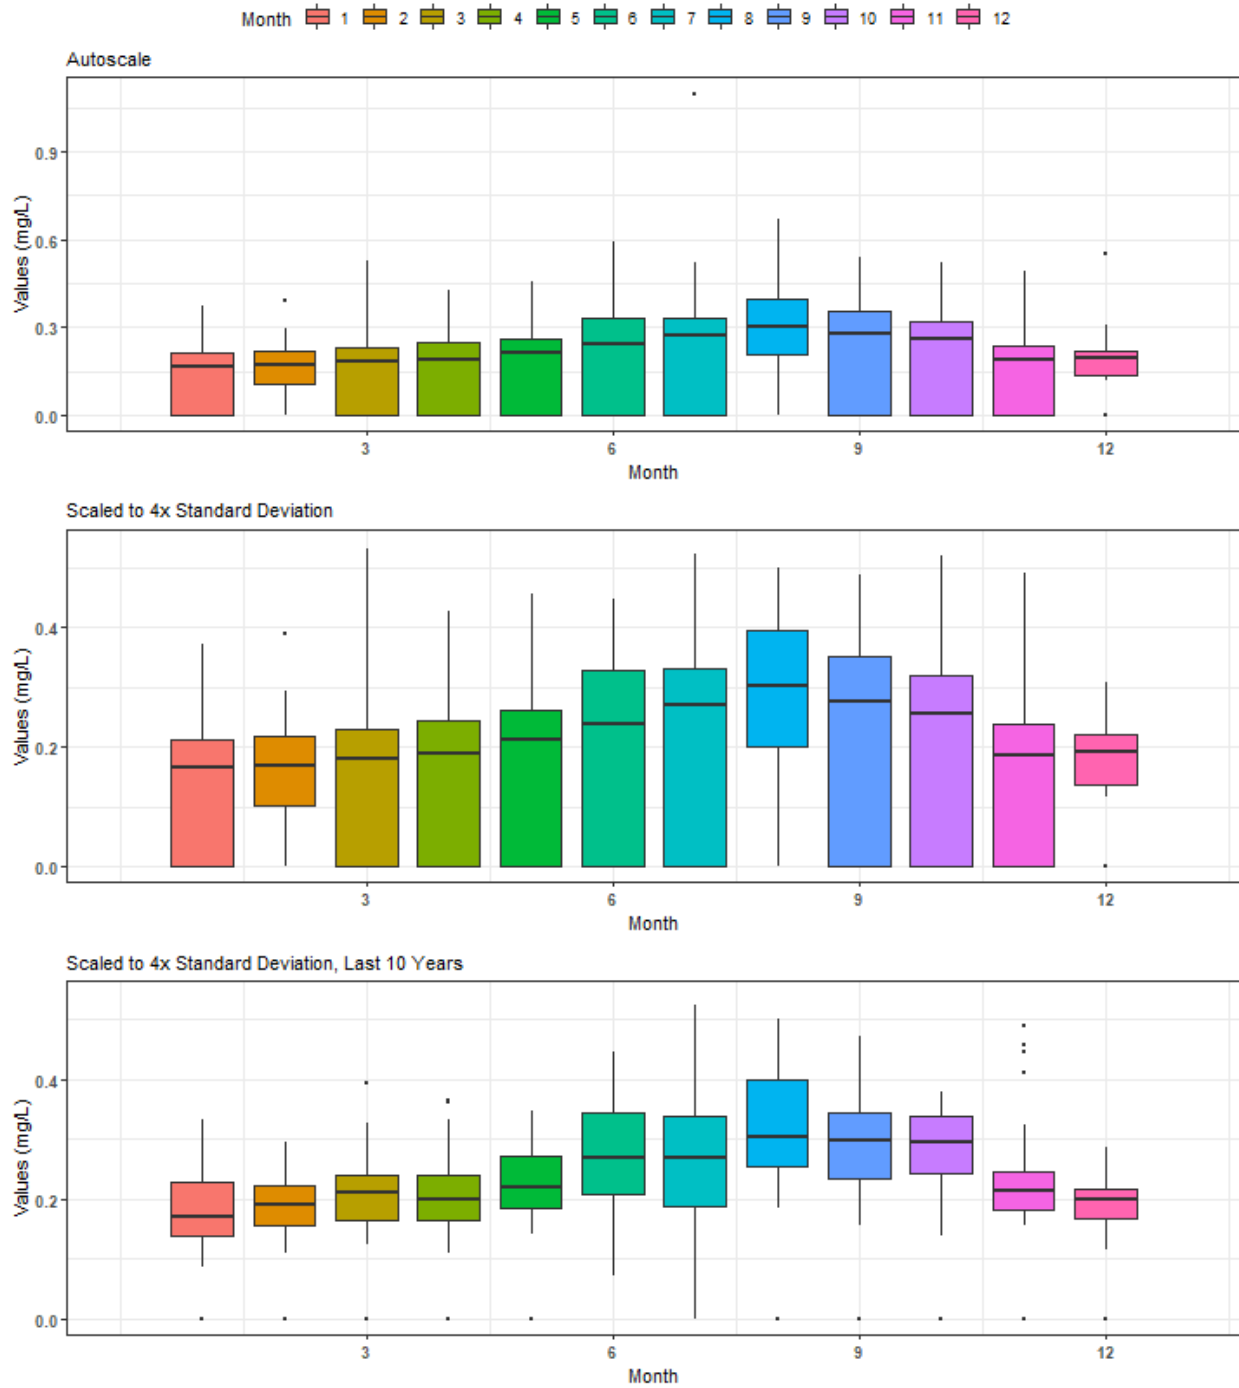 Month 1 2 3 4 5 6 7 8 9 10 11 12
Autoscale
Values (mg/L)
0.9
0.6
0.3
0.0
3 6 9 12
Month
Scaled to 4x Standard Deviation
Values (mg/L)
0.4
0.2
0.0
3 6 9 12
Month
Scaled to 4x Standard Deviation, Last 10 Years
Values (mg/L)
0.4
0.2
0.0
3 6 9 12
Month